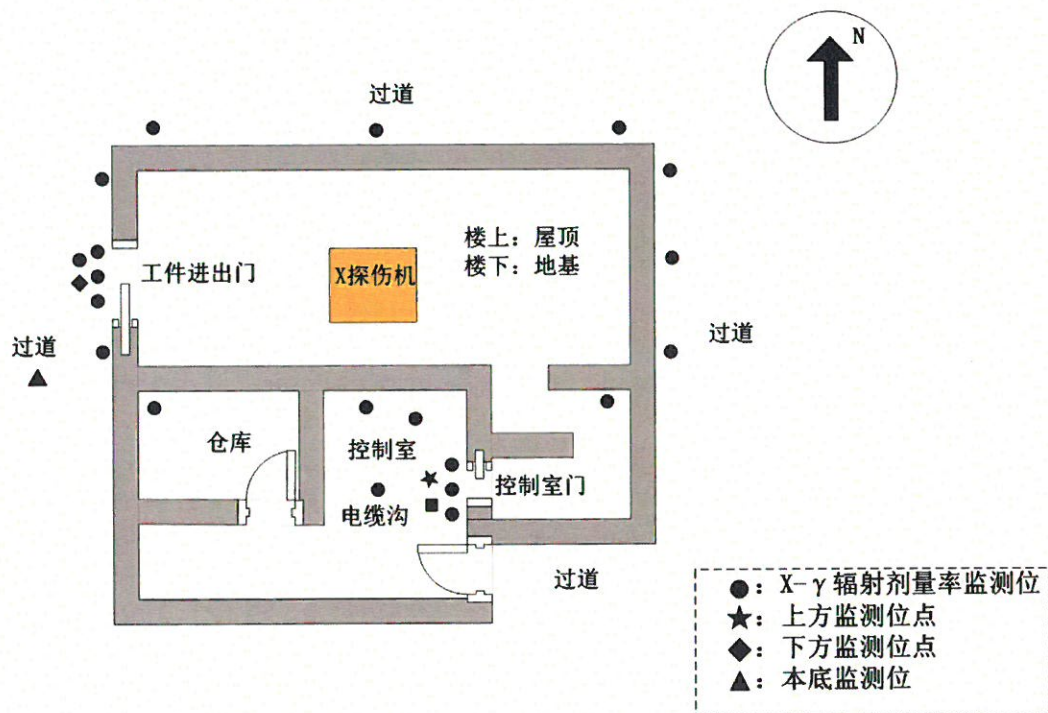 N
过道
楼上：屋顶
楼下：地基
工件进出门
X探伤机
过道
过道
仓库
控制室
控制室门
电缆沟
过道
●：X-γ辐射剂量率监测位
★：上方监测位点
◆：下方监测位点
▲：本底监测位